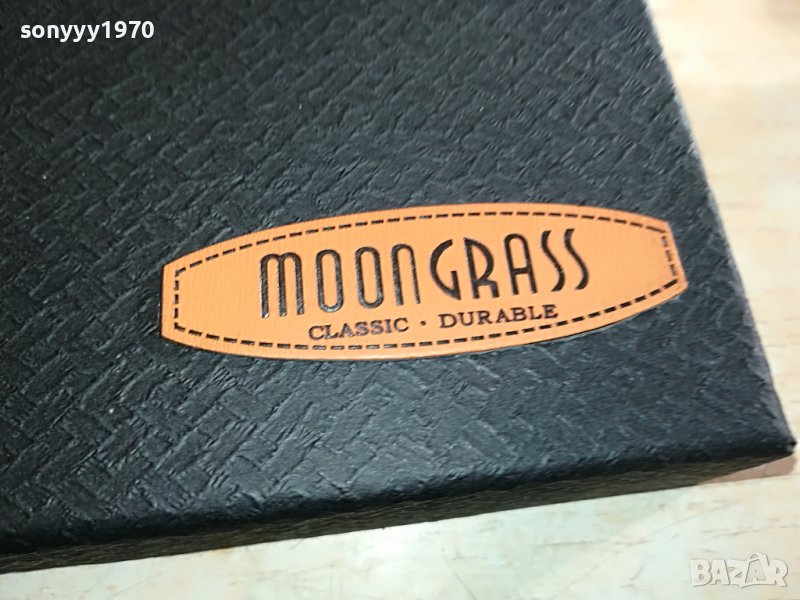 sonyyy1970
MOONGRASS
CLASSIC · DURABLE
BAZAR